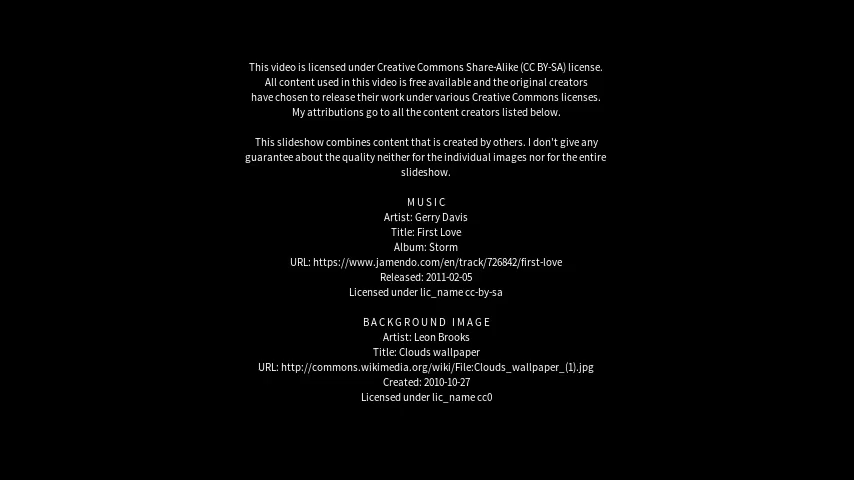 This video is licensed under Creative Commons Share-Alike (CC BY-SA) license.
All content used in this video is free available and the original creators
have chosen to release their work under various Creative Commons licenses.
My attributions go to all the content creators listed below.
This slideshow combines content that is created by others. I don't give any
guarantee about the quality neither for the individual images nor for the entire
slideshow.
M U S I C
Artist: Gerry Davis
Title: First Love
Album: Storm
URL: https://www.jamendo.com/en/track/726842/first-love
Released: 2011-02-05
Licensed under lic_name cc-by-sa
B A C K G R O U N D   I M A G E
Artist: Leon Brooks
Title: Clouds wallpaper
URL: http://commons.wikimedia.org/wiki/File:Clouds_wallpaper_(1).jpg
Created: 2010-10-27
Licensed under lic_name cc0